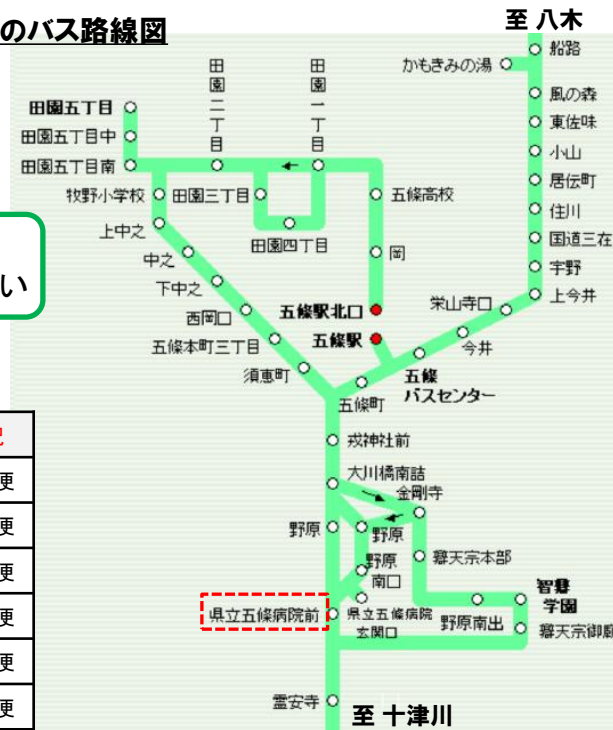 のバス路線図
至 八木
船路
かもきみの湯
風の森
東佐味
小山
居伝町
住川
国道三在
宇野
上今井
栄山寺口
今井
五條
バスセンター
五條町
五條駅
五條駅北口
岡
五條高校
田園一丁目
田園二丁目
田園三丁目
田園四丁目
田園五丁目
田園五丁目中
田園五丁目南
牧野小学校
上中之
中之
下中之
西岡口
五條本町三丁目
須恵町
戎神社前
大川橋南詰
金剛寺
野原
野原
野原
南口
辯天宗本部
智辯
学園
野原南出
辯天宗御廟
県立五條病院前
県立五條病院
玄関口
霊安寺
至 十津川
い
便
便
便
便
便
便